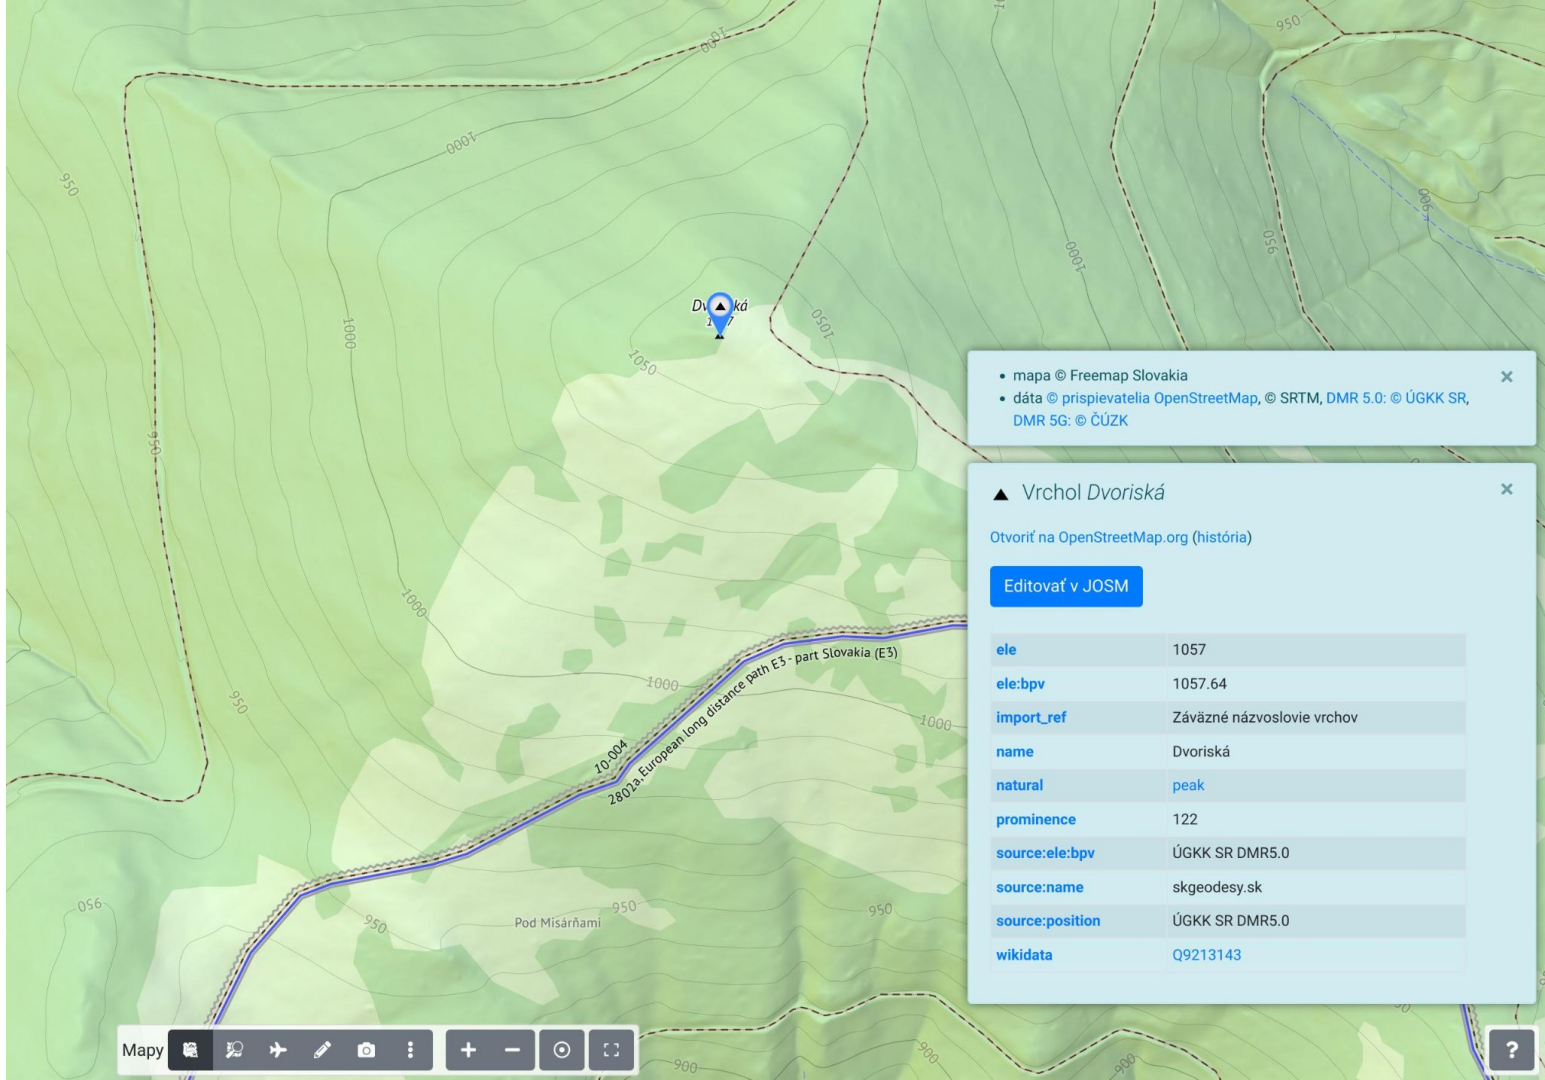 1000
950
1000
950
900
1000
950
Dvoriská
1057
1050
1050
1000
950
• mapa © Freemap Slovakia
• dáta © prispievatelia OpenStreetMap, © SRTM, DMR 5.0: © ÚGKK SR,
DMR 5G: © ČÚZK
×
Vrchol Dvoriská
×
Otvoriť na OpenStreetMap.org (história)
Editovať v JOSM
ele 1057
ele:bpv 1057.64
import_ref Záväzné názvoslovie vrchov
name Dvoriská
natural peak
prominence 122
source:ele:bpv ÚGKK SR DMR5.0
source:name skgeodesy.sk
source:position ÚGKK SR DMR5.0
wikidata Q9213143
1000
1000
950
1000
10-004
2802a, European long distance path E3 - part Slovakia (E3)
950
950
Pod Misárňami
950
950
900
900
900
Mapy
?